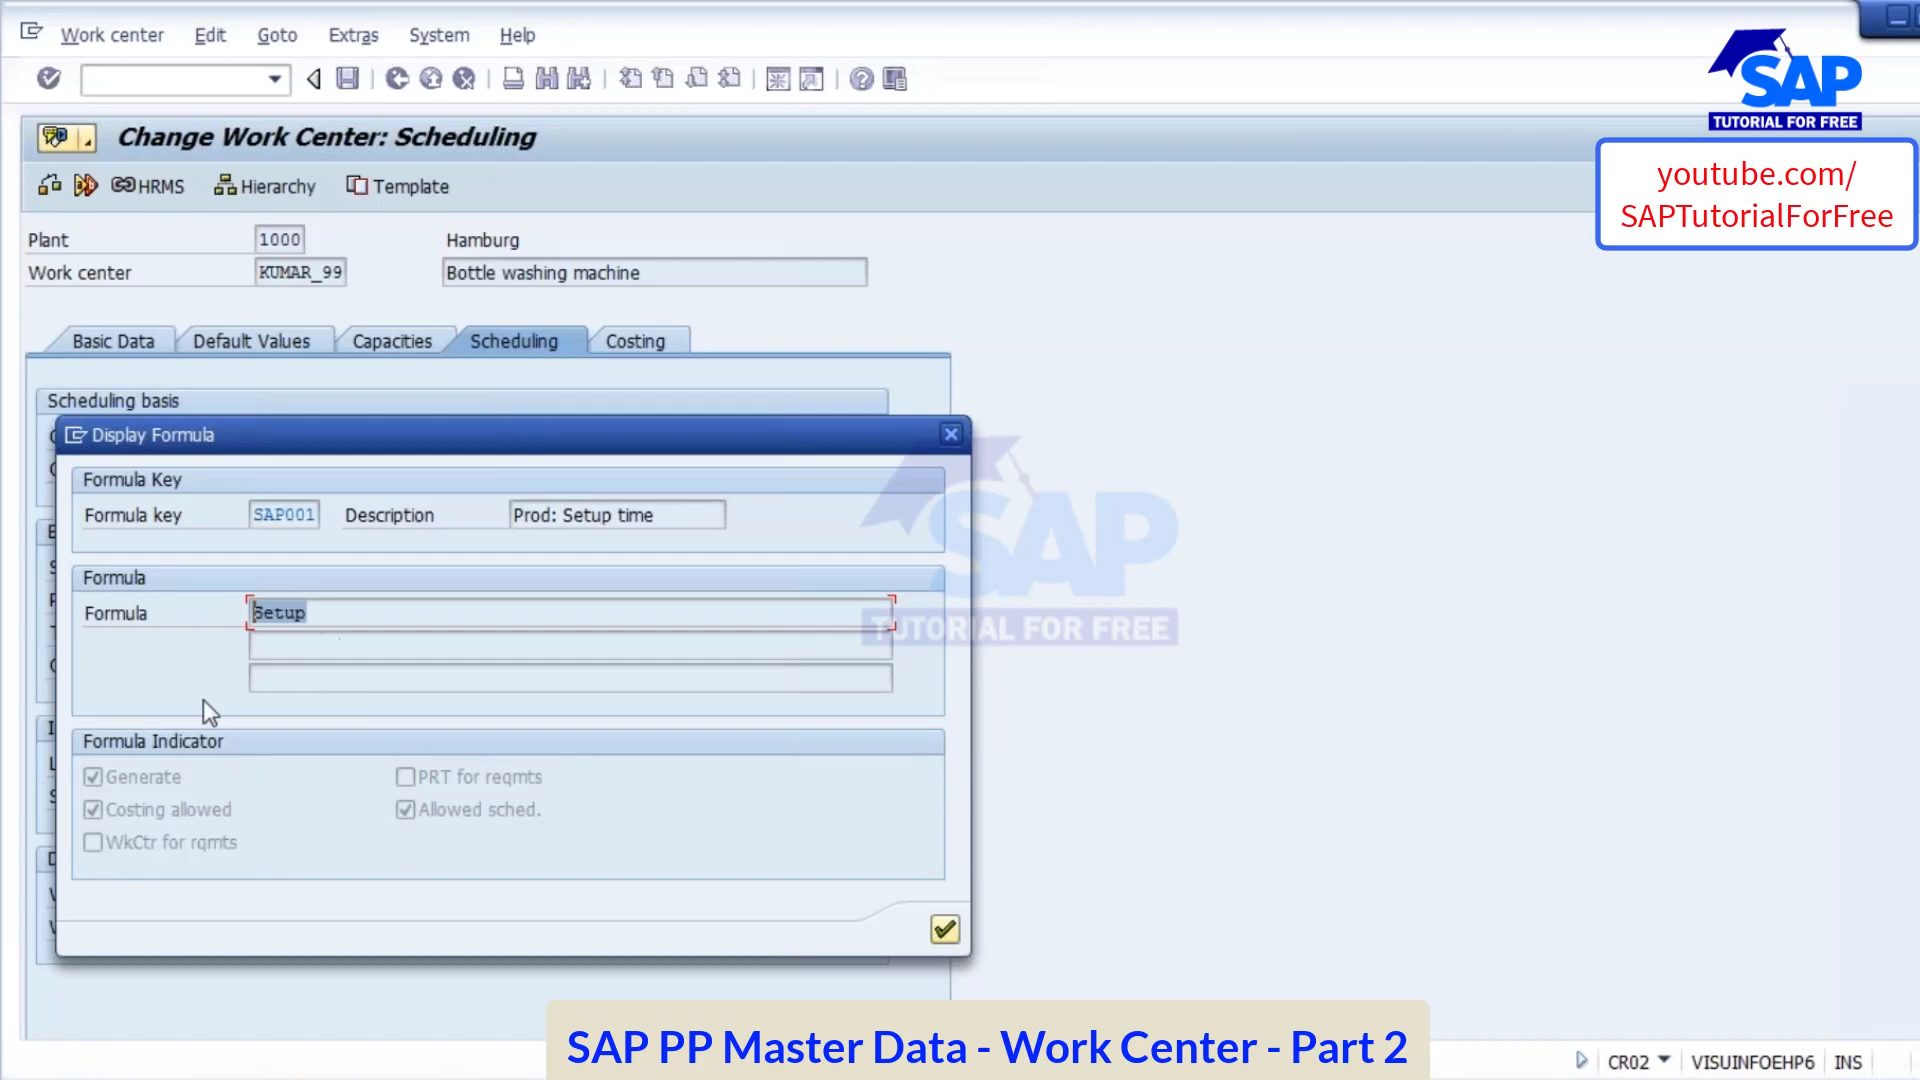 Work center Edit Goto Extras System Help
Change Work Center: Scheduling
HRMS Hierarchy Template
Plant 1000 Hamburg
Work center KUMAR_99 Bottle washing machine
Basic Data Default Values Capacities Scheduling Costing
Scheduling basis
Display Formula
Formula Key
Formula key SAP001 Description Prod: Setup time
Formula
Formula Setup
Formula Indicator
Generate PRT for reqmts
Costing allowed Allowed sched.
WkCtr for rqmts
SAP
TUTORIAL FOR FREE
youtube.com/
SAPTutorialForFree
SAP
TUTORIAL FOR FREE
SAP PP Master Data - Work Center - Part 2
CR02 VISUINFOEHP6 INS